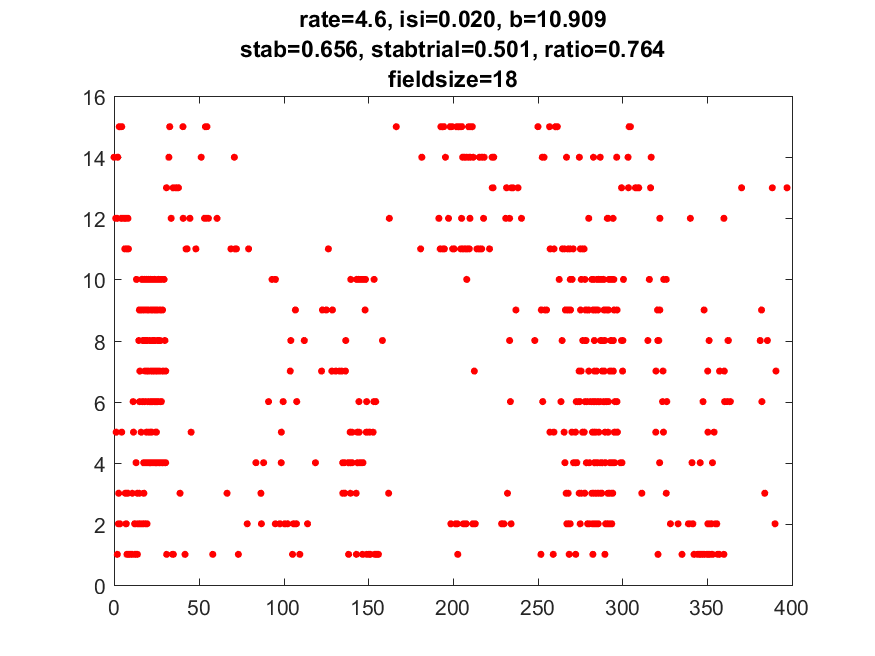 rate=4.6, isi=0.020, b=10.909
stab=0.656, stabtrial=0.501, ratio=0.764
fieldsize=18
16
14
12
10
8
6
4
2
0
0 50 100 150 200 250 300 350 400